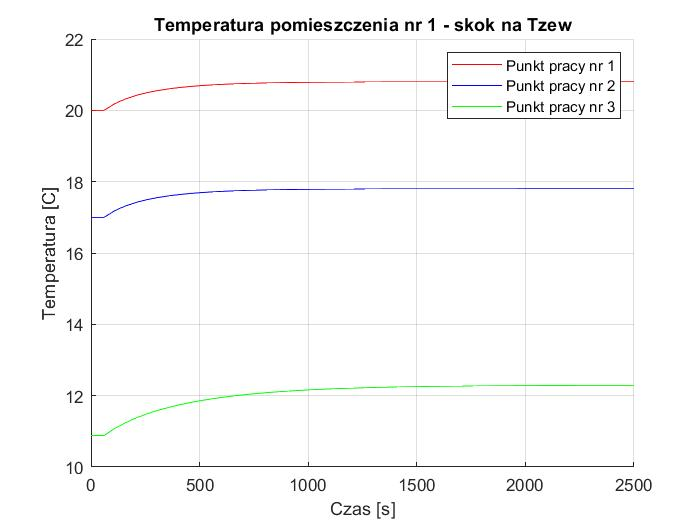 Temperatura pomieszczenia nr 1 - skok na Tzew
22
20
18
16
14
12
10
Temperatura [C]
Punkt pracy nr 1
Punkt pracy nr 2
Punkt pracy nr 3
0 500 1000 1500 2000 2500
Czas [s]